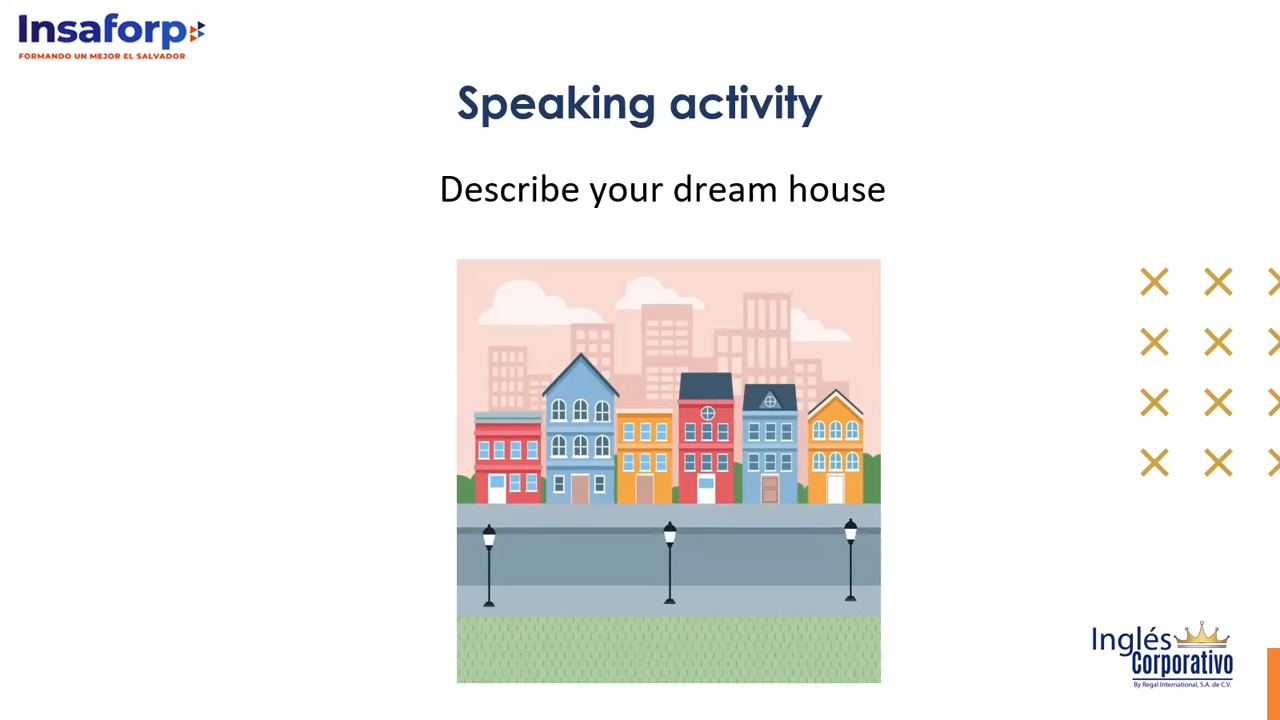 Insaforp
FORMANDO UN MEJOR EL SALVADOR
Speaking activity
Describe your dream house
Inglés
Corporativo
By Regal International, S.A. de C.V.